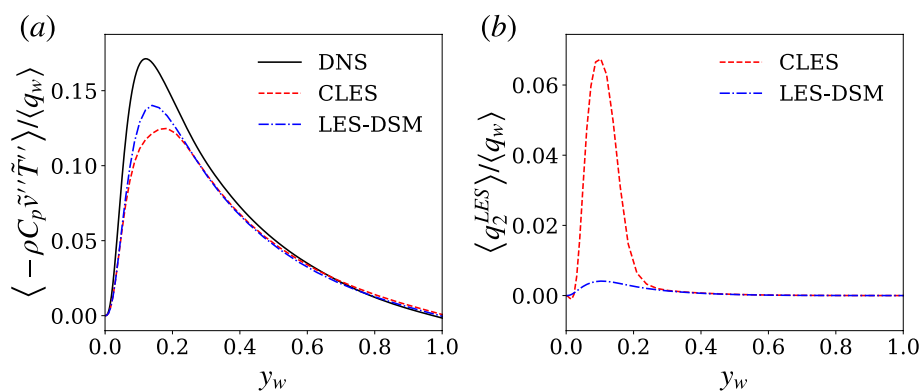 (a)
⟨ − ρC_pṽ''T̃'' ⟩/⟨q_w⟩
0.15
0.10
0.05
0.00
DNS
CLES
LES-DSM
0.0 0.2 0.4 0.6 0.8 1.0
y_w
(b)
⟨q_2^{LES}⟩/⟨q_w⟩
0.06
0.04
0.02
0.00
CLES
LES-DSM
0.0 0.2 0.4 0.6 0.8 1.0
y_w